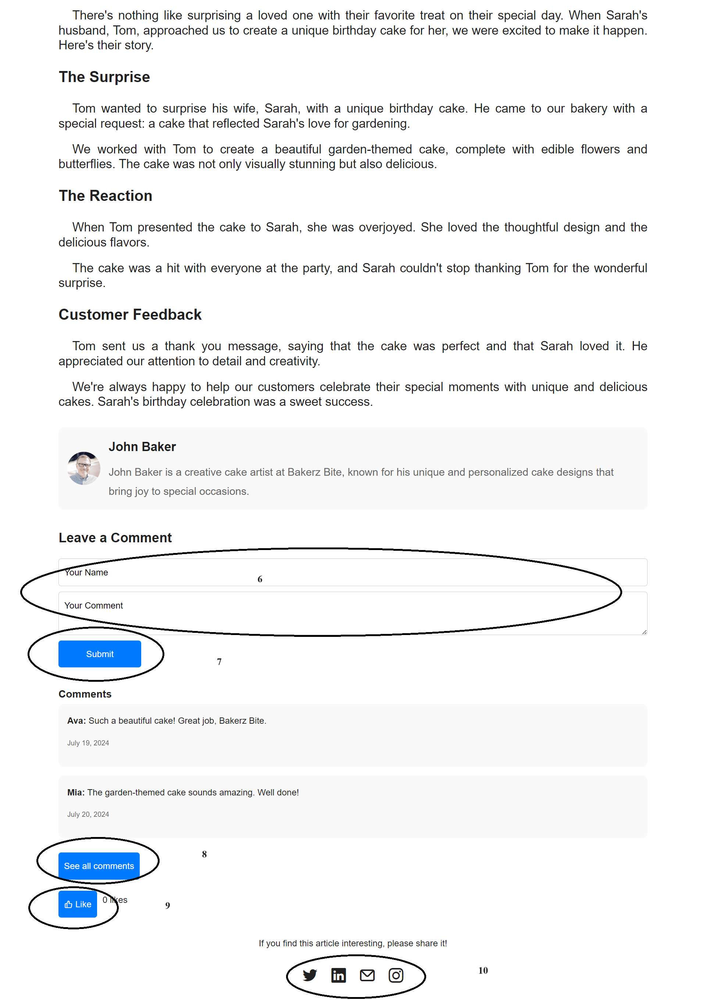 There's nothing like surprising a loved one with their favorite treat on their special day. When Sarah's
husband, Tom, approached us to create a unique birthday cake for her, we were excited to make it happen.
Here's their story.
The Surprise
Tom wanted to surprise his wife, Sarah, with a unique birthday cake. He came to our bakery with a
special request: a cake that reflected Sarah's love for gardening.
We worked with Tom to create a beautiful garden-themed cake, complete with edible flowers and
butterflies. The cake was not only visually stunning but also delicious.
The Reaction
When Tom presented the cake to Sarah, she was overjoyed. She loved the thoughtful design and the
delicious flavors.
The cake was a hit with everyone at the party, and Sarah couldn't stop thanking Tom for the wonderful
surprise.
Customer Feedback
Tom sent us a thank you message, saying that the cake was perfect and that Sarah loved it. He
appreciated our attention to detail and creativity.
We're always happy to help our customers celebrate their special moments with unique and delicious
cakes. Sarah's birthday celebration was a sweet success.
John Baker
John Baker is a creative cake artist at Bakerz Bite, known for his unique and personalized cake designs that
bring joy to special occasions.
Leave a Comment
Your Name
6
Your Comment
Submit
7
Comments
Ava: Such a beautiful cake! Great job, Bakerz Bite.
July 19, 2024
Mia: The garden-themed cake sounds amazing. Well done!
July 20, 2024
8
See all comments
Like 0 likes
9
If you find this article interesting, please share it!
in
10